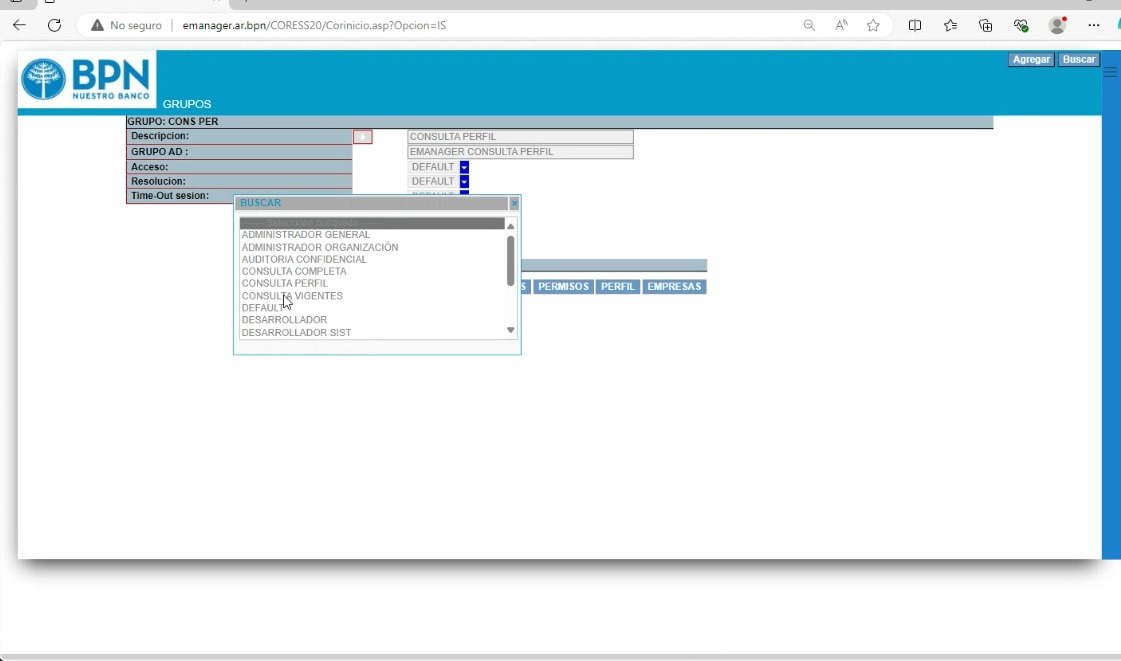 No seguro | emanager.ar.bpn/CORESS20/Corinicio.asp?Opcion=IS
BPN
NUESTRO BANCO
GRUPOS
Agregar Buscar
GRUPO: CONS PER
Descripcion: CONSULTA PERFIL
GRUPO AD : EMANAGER CONSULTA PERFIL
Acceso: DEFAULT
Resolucion: DEFAULT
Time-Out sesion:
BUSCAR
ADMINISTRADOR GENERAL
ADMINISTRADOR ORGANIZACIÓN
AUDITORIA CONFIDENCIAL
CONSULTA COMPLETA
CONSULTA PERFIL
CONSULTA VIGENTES
DEFAULT
DESARROLLADOR
DESARROLLADOR SIST
PERMISOS PERFIL EMPRESAS